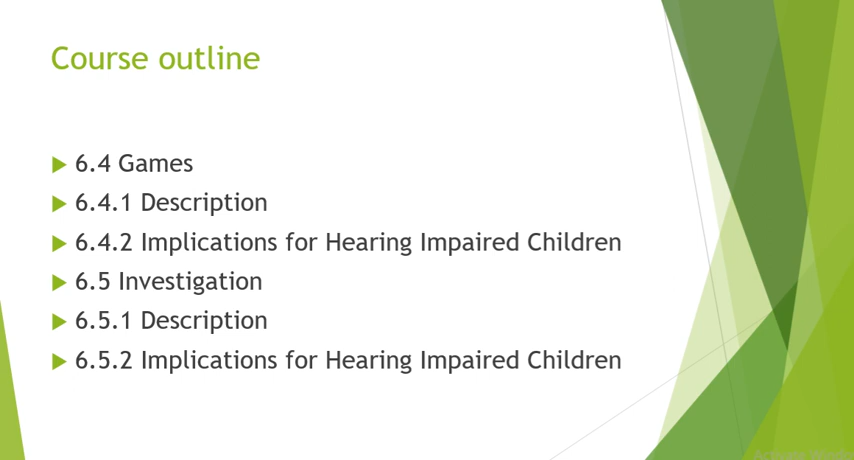 Course outline
6.4 Games
6.4.1 Description
6.4.2 Implications for Hearing Impaired Children
6.5 Investigation
6.5.1 Description
6.5.2 Implications for Hearing Impaired Children